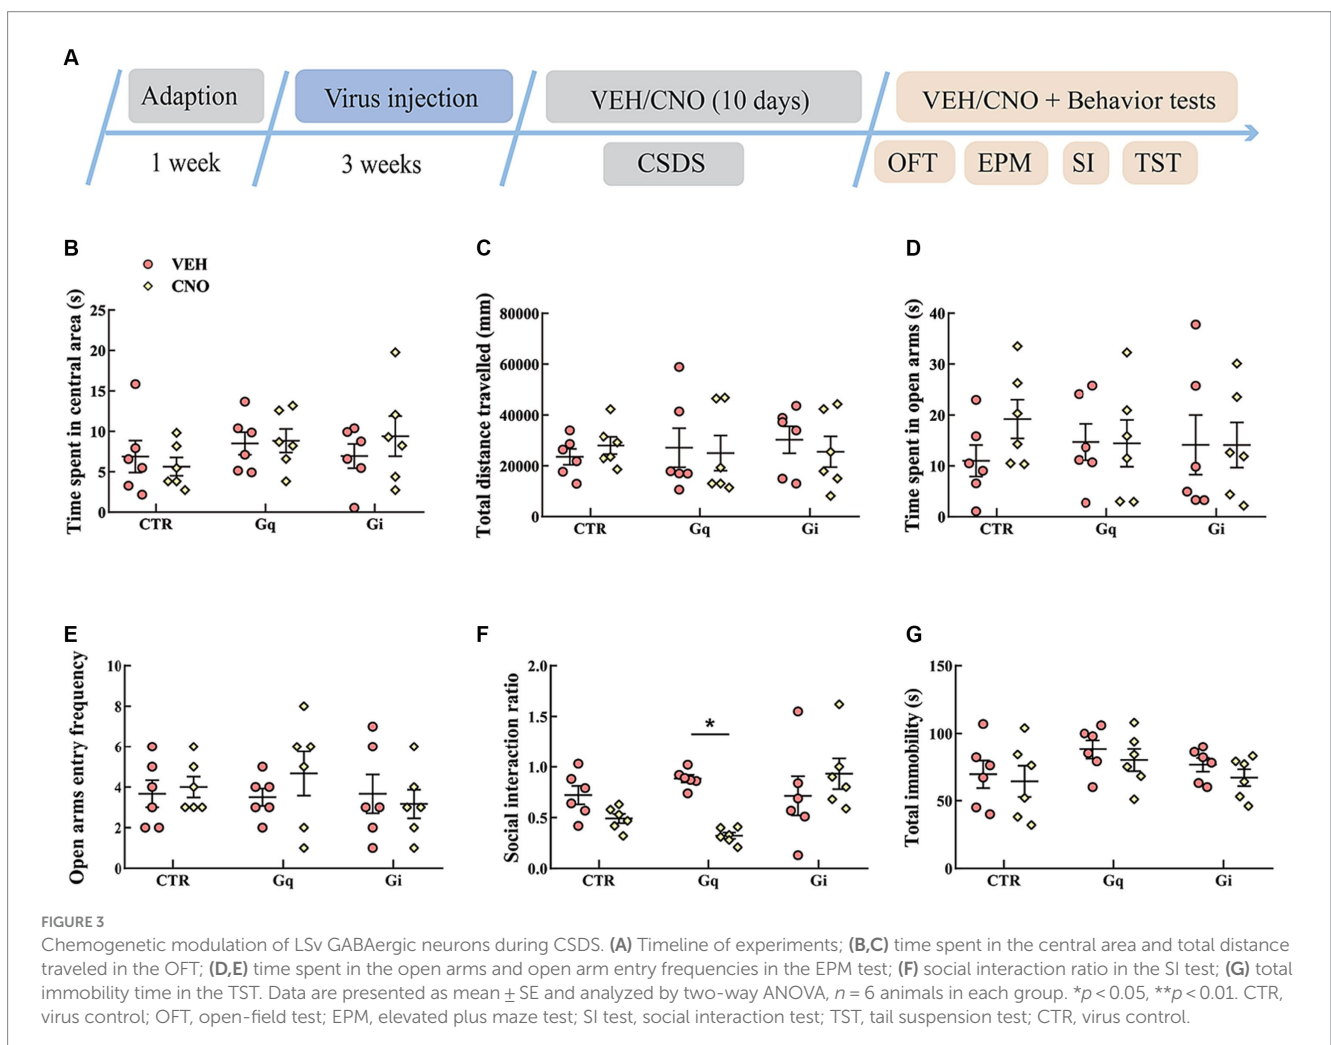 A
Adaption
Virus injection
VEH/CNO (10 days)
VEH/CNO + Behavior tests
1 week
3 weeks
CSDS
OFT
EPM
SI
TST
B
VEH
CNO
Time spent in central area (s)
25
20
15
10
5
0
CTR
Gq
Gi
C
Total distance travelled (mm)
80000
60000
40000
20000
0
CTR
Gq
Gi
D
Time spent in open arms (s)
40
30
20
10
0
CTR
Gq
Gi
E
Open arms entry frequency
10
8
6
4
2
0
CTR
Gq
Gi
F
Social interaction ratio
2.0
1.5
1.0
0.5
0.0
*
CTR
Gq
Gi
G
Total immobility (s)
150
100
50
0
CTR
Gq
Gi
FIGURE 3
Chemogenetic modulation of LSv GABAergic neurons during CSDS. (A) Timeline of experiments; (B,C) time spent in the central area and total distance
traveled in the OFT; (D,E) time spent in the open arms and open arm entry frequencies in the EPM test; (F) social interaction ratio in the SI test; (G) total
immobility time in the TST. Data are presented as mean ± SE and analyzed by two-way ANOVA, n = 6 animals in each group. *p < 0.05, **p < 0.01. CTR,
virus control; OFT, open-field test; EPM, elevated plus maze test; SI test, social interaction test; TST, tail suspension test; CTR, virus control.